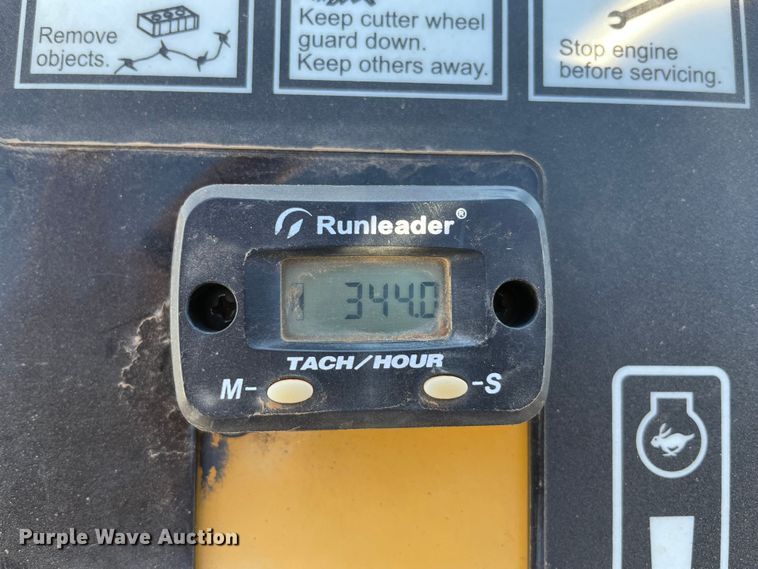 Remove
objects.
Keep cutter wheel
guard down.
Keep others away.
Stop engine
before servicing.
Runleader®
344.0
TACH/HOUR
M-
-S
Purple Wave Auction